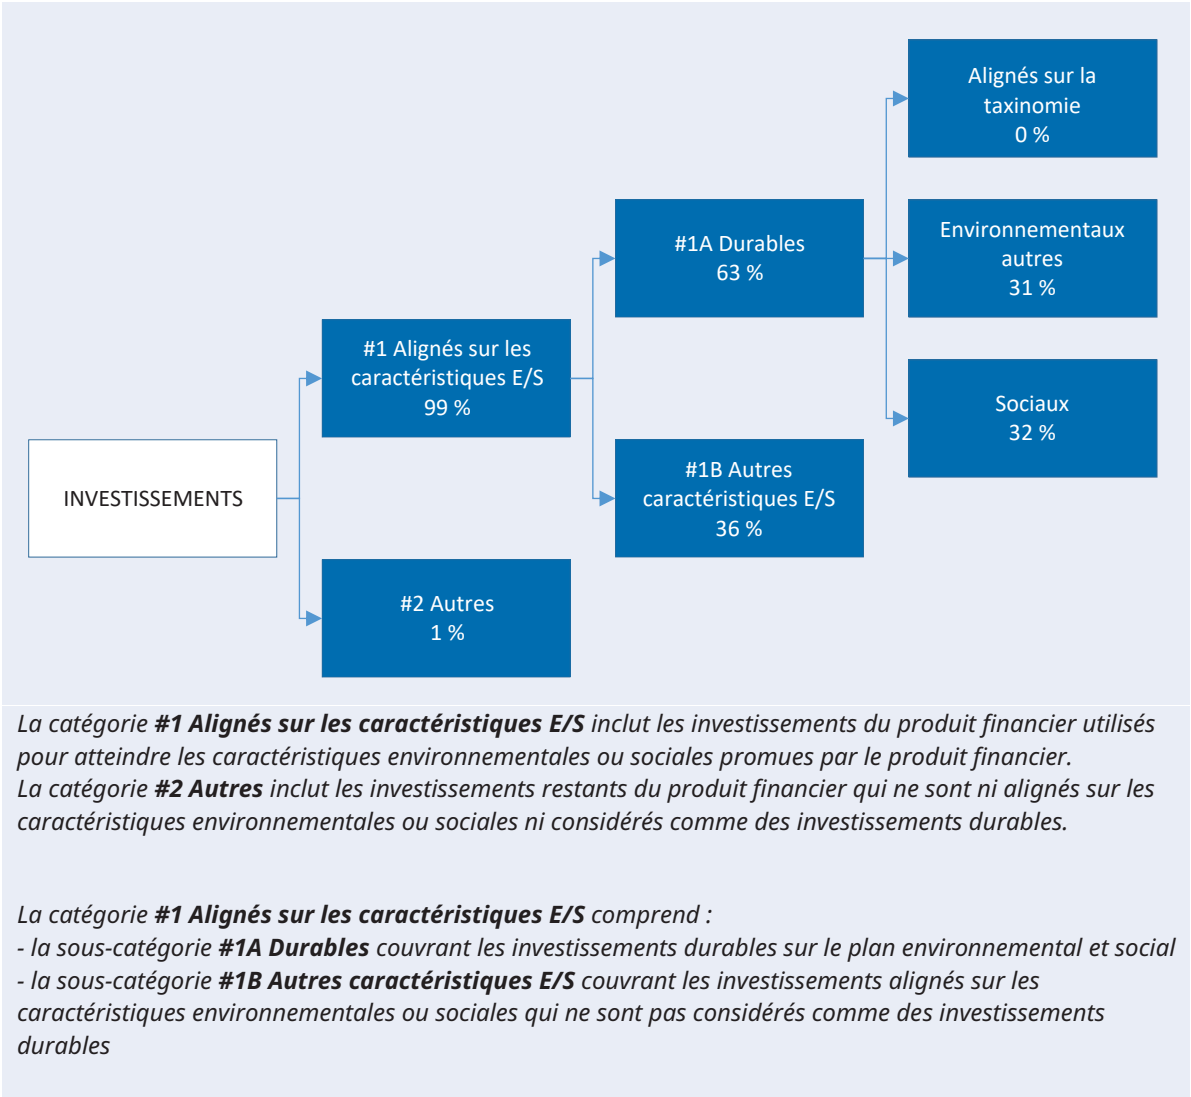 INVESTISSEMENTS
#1 Alignés sur les
caractéristiques E/S
99 %
#2 Autres
1 %
#1A Durables
63 %
#1B Autres
caractéristiques E/S
36 %
Alignés sur la
taxinomie
0 %
Environnementaux
autres
31 %
Sociaux
32 %
La catégorie #1 Alignés sur les caractéristiques E/S inclut les investissements du produit financier utilisés
pour atteindre les caractéristiques environnementales ou sociales promues par le produit financier.
La catégorie #2 Autres inclut les investissements restants du produit financier qui ne sont ni alignés sur les
caractéristiques environnementales ou sociales ni considérés comme des investissements durables.
La catégorie #1 Alignés sur les caractéristiques E/S comprend :
- la sous-catégorie #1A Durables couvrant les investissements durables sur le plan environnemental et social
- la sous-catégorie #1B Autres caractéristiques E/S couvrant les investissements alignés sur les
caractéristiques environnementales ou sociales qui ne sont pas considérés comme des investissements
durables